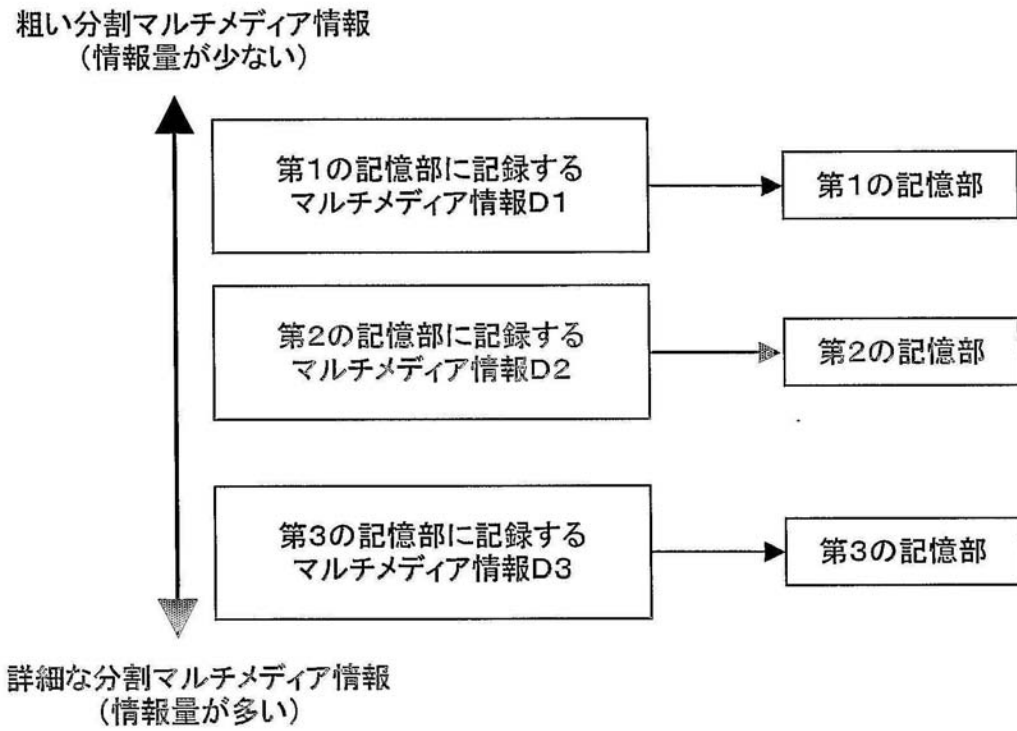 粗い分割マルチメディア情報
（情報量が少ない）
第1の記憶部に記録する
マルチメディア情報D1
第1の記憶部
第2の記憶部に記録する
マルチメディア情報D2
第2の記憶部
第3の記憶部に記録する
マルチメディア情報D3
第3の記憶部
詳細な分割マルチメディア情報
（情報量が多い）